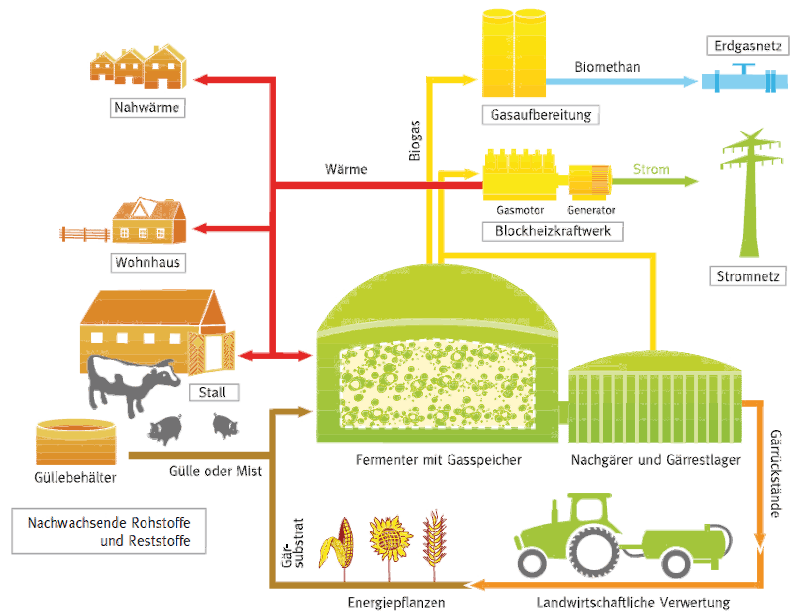 Erdgasnetz
Biomethan
Nahwärme
Gasaufbereitung
Biogas
Wärme
Strom
Gasmotor
Generator
Blockheizkraftwerk
Wohnhaus
Stromnetz
Stall
Gülle oder Mist
Güllebehälter
Fermenter mit Gasspeicher
Nachgärer und Gärrestlager
Gärrückstände
Nachwachsende Rohstoffe
und Reststoffe
Gär-
substrat
Energiepflanzen
Landwirtschaftliche Verwertung